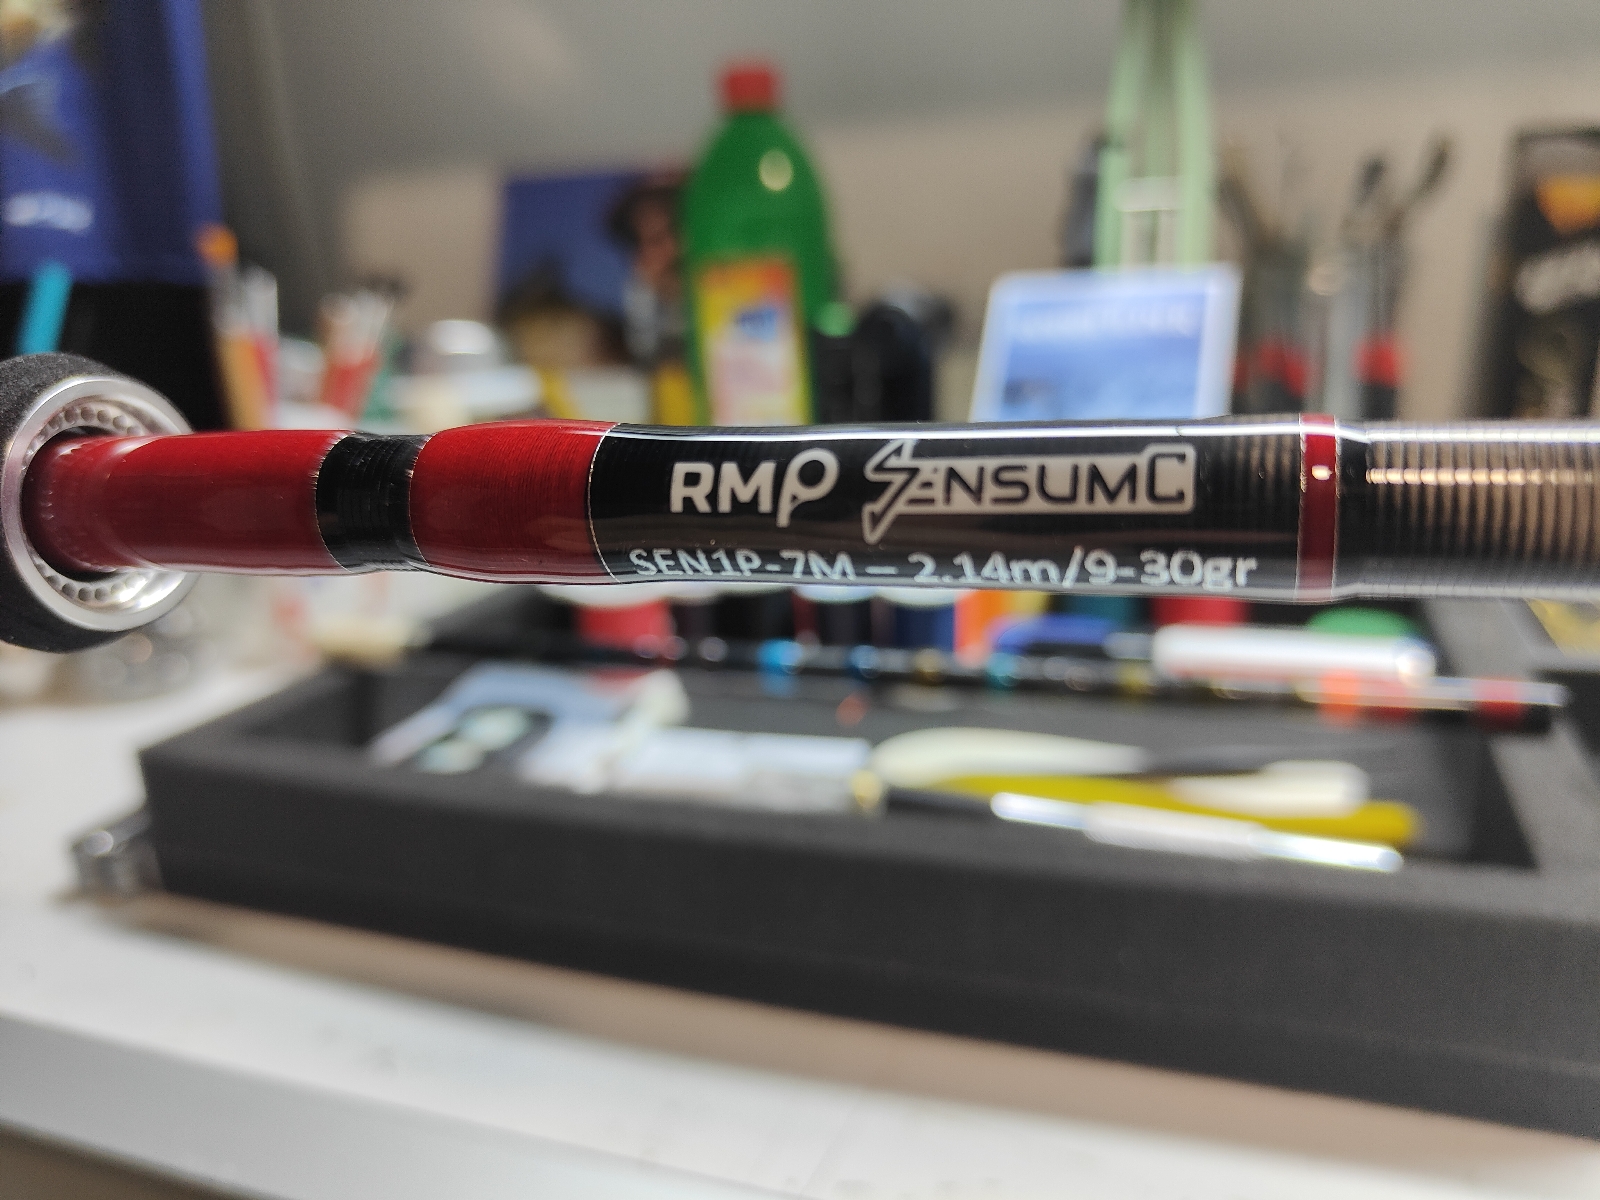 RMP SENSUMC
SEN1P-7M – 2.14m/9-30gr